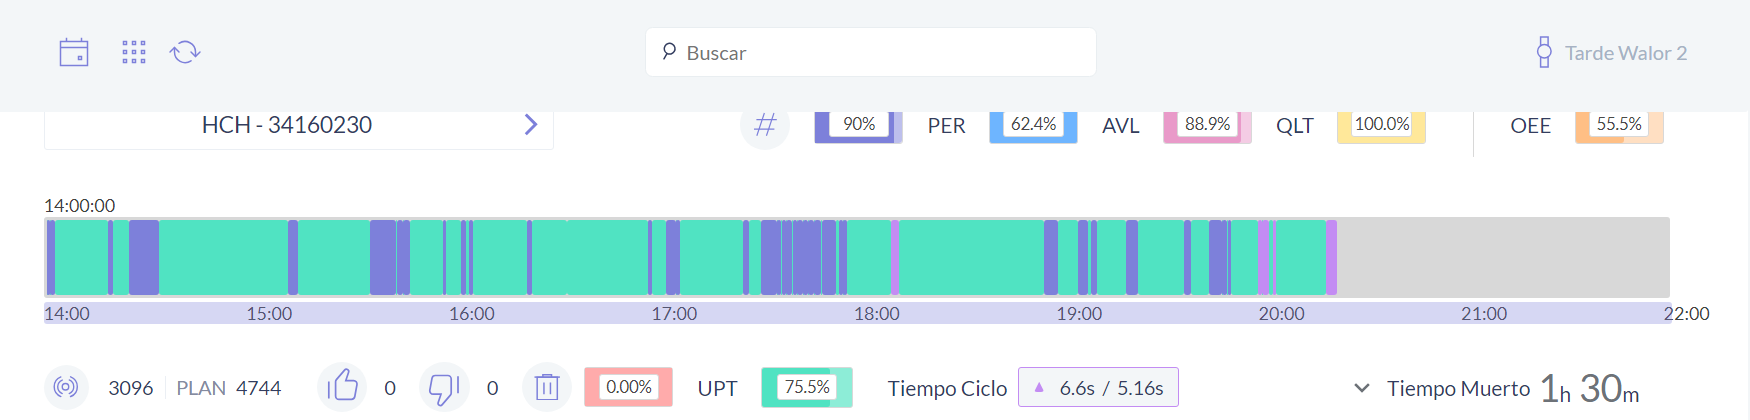 Buscar
Tarde Walor 2
HCH - 34160230
# 90% PER 62.4% AVL 88.9% QLT 100.0% OEE 55.5%
14:00:00
14:00 15:00 16:00 17:00 18:00 19:00 20:00 21:00 22:00
3096 PLAN 4744 0 0 0.00% UPT 75.5% Tiempo Ciclo 6.6s / 5.16s Tiempo Muerto 1h 30m